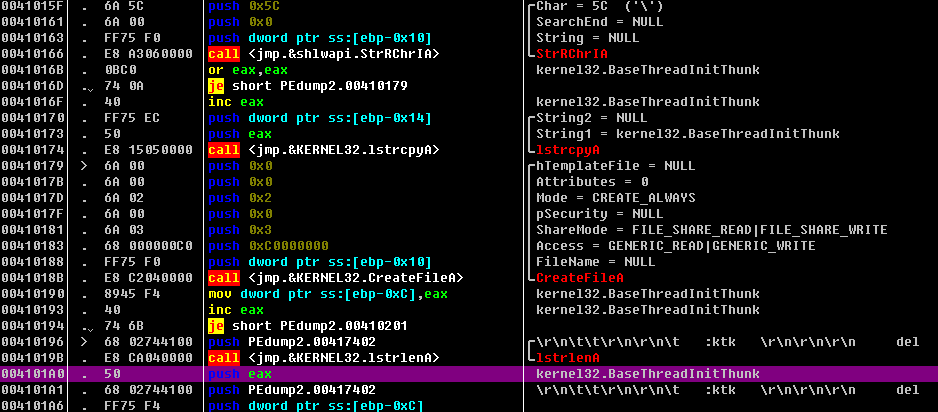 0041015F . 6A 5C push 0x5C Char = 5C ('\')
00410161 . 6A 00 push 0x0 SearchEnd = NULL
00410163 . FF75 F0 push dword ptr ss:[ebp-0x10] String = NULL
00410166 . E8 A3060000 call <jmp.&shlwapi.StrRChrIA> StrRChrIA
0041016B . 0BC0 or eax,eax kernel32.BaseThreadInitThunk
0041016D . 74 0A je short PEdump2.00410179
0041016F . 40 inc eax kernel32.BaseThreadInitThunk
00410170 . FF75 EC push dword ptr ss:[ebp-0x14] String2 = NULL
00410173 . 50 push eax String1 = kernel32.BaseThreadInitThunk
00410174 . E8 15050000 call <jmp.&KERNEL32.lstrcpyA> lstrcpyA
00410179 > 6A 00 push 0x0 hTemplateFile = NULL
0041017B . 6A 00 push 0x0 Attributes = 0
0041017D . 6A 02 push 0x2 Mode = CREATE_ALWAYS
0041017F . 6A 00 push 0x0 pSecurity = NULL
00410181 . 6A 03 push 0x3 ShareMode = FILE_SHARE_READ|FILE_SHARE_WRITE
00410183 . 68 000000C0 push 0xC0000000 Access = GENERIC_READ|GENERIC_WRITE
00410188 . FF75 F0 push dword ptr ss:[ebp-0x10] FileName = NULL
0041018B . E8 C2040000 call <jmp.&KERNEL32.CreateFileA> CreateFileA
00410190 . 8945 F4 mov dword ptr ss:[ebp-0xC],eax kernel32.BaseThreadInitThunk
00410193 . 40 inc eax kernel32.BaseThreadInitThunk
00410194 . 74 6B je short PEdump2.00410201
00410196 > 68 02744100 push PEdump2.00417402 \r\n\t\t\r\n\r\n\t :ktk \r\n\r\n\r\n del
0041019B . E8 CA040000 call <jmp.&KERNEL32.lstrlenA> lstrlenA
004101A0 . 50 push eax kernel32.BaseThreadInitThunk
004101A1 . 68 02744100 push PEdump2.00417402 \r\n\t\t\r\n\r\n\t :ktk \r\n\r\n\r\n del
004101A6 . FF75 F4 push dword ptr ss:[ebp-0xC]